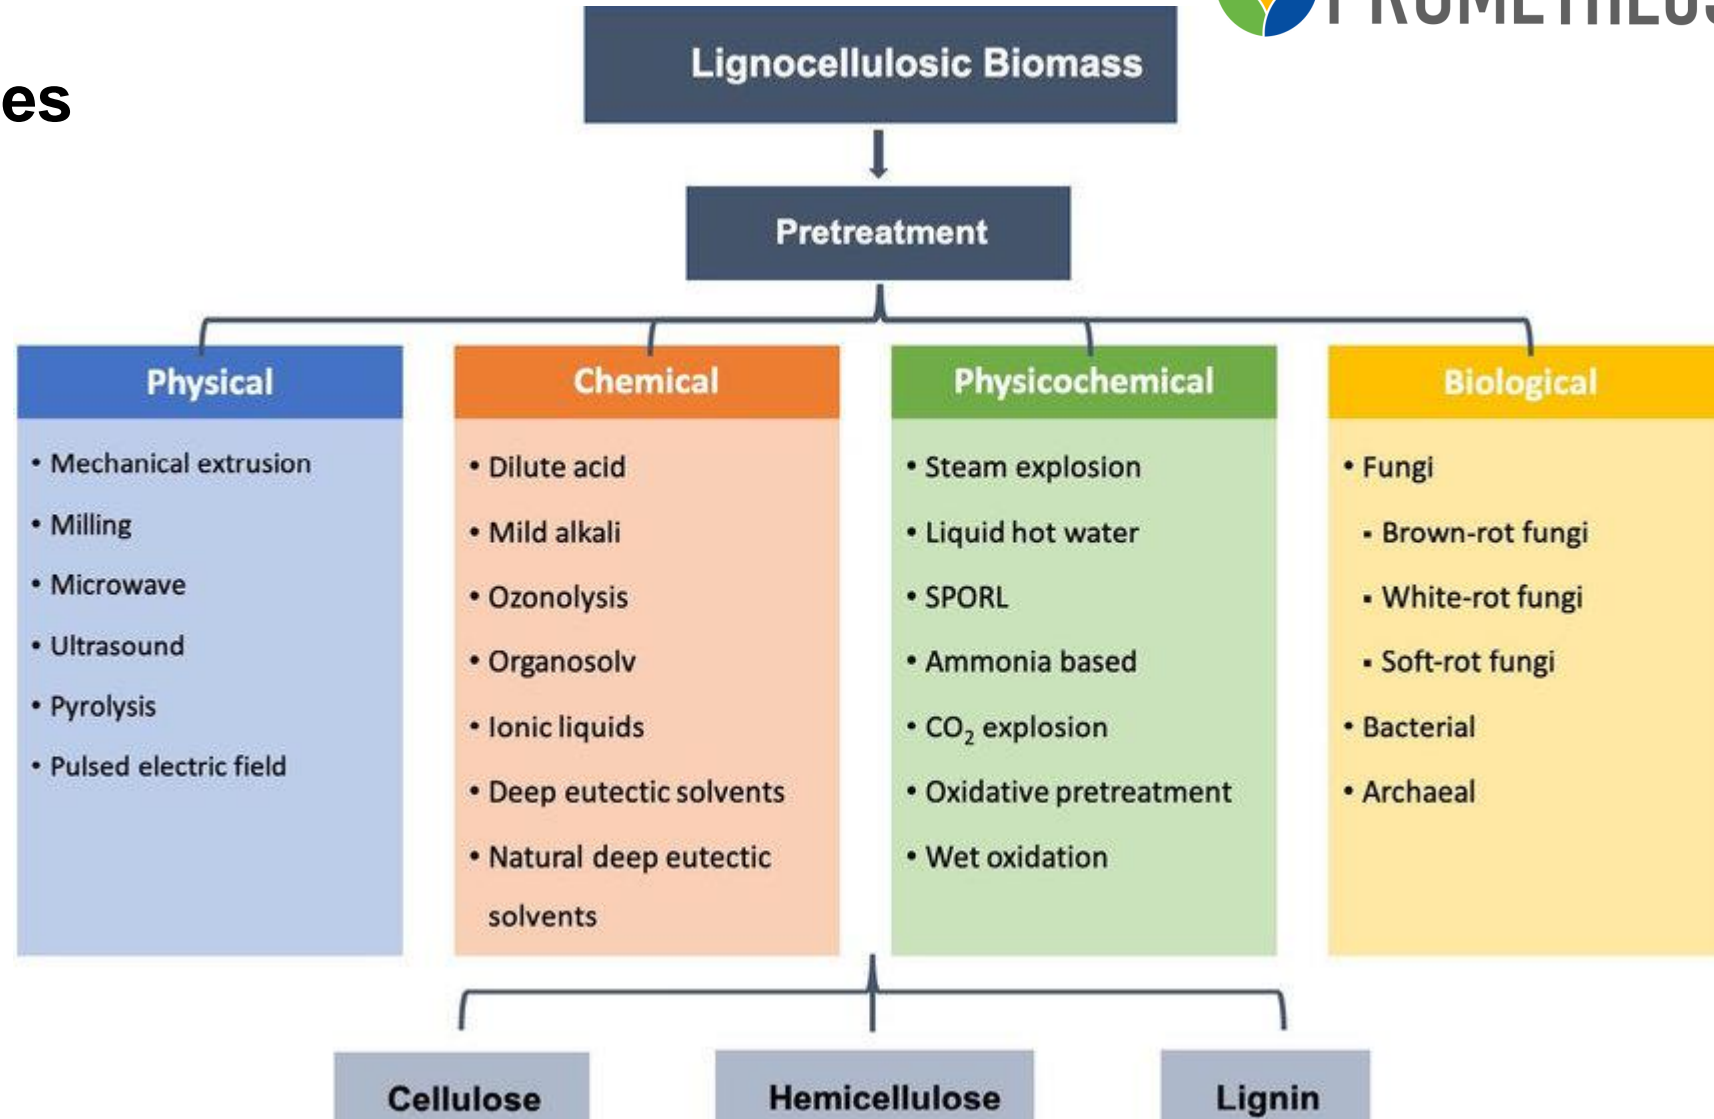 PROMETHEUS
es
Lignocellulosic Biomass
Pretreatment
Physical
• Mechanical extrusion
• Milling
• Microwave
• Ultrasound
• Pyrolysis
• Pulsed electric field
Chemical
• Dilute acid
• Mild alkali
• Ozonolysis
• Organosolv
• Ionic liquids
• Deep eutectic solvents
• Natural deep eutectic
solvents
Physicochemical
• Steam explosion
• Liquid hot water
• SPORL
• Ammonia based
• CO₂ explosion
• Oxidative pretreatment
• Wet oxidation
Biological
• Fungi
▪ Brown-rot fungi
▪ White-rot fungi
▪ Soft-rot fungi
• Bacterial
• Archaeal
Cellulose
Hemicellulose
Lignin